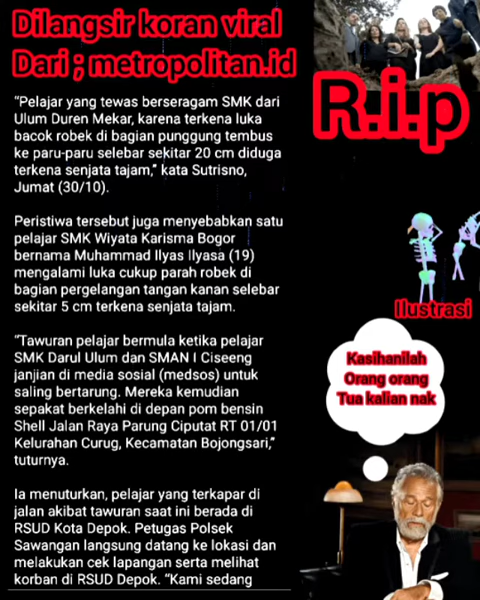 Dilangsir koran viral
Dari ; metropolitan.id
R.i.p
"Pelajar yang tewas berseragam SMK dari
Ulum Duren Mekar, karena terkena luka
bacok robek di bagian punggung tembus
ke paru-paru selebar sekitar 20 cm diduga
terkena senjata tajam," kata Sutrisno,
Jumat (30/10).
Peristiwa tersebut juga menyebabkan satu
pelajar SMK Wiyata Karisma Bogor
bernama Muhammad Ilyas Ilyasa (19)
mengalami luka cukup parah robek di
bagian pergelangan tangan kanan selebar
sekitar 5 cm terkena senjata tajam.
"Tawuran pelajar bermula ketika pelajar
SMK Darul Ulum dan SMAN I Ciseeng
janjian di media sosial (medsos) untuk
saling bertarung. Mereka kemudian
sepakat berkelahi di depan pom bensin
Shell Jalan Raya Parung Ciputat RT 01/01
Kelurahan Curug, Kecamatan Bojongsari,"
tuturnya.
Ia menuturkan, pelajar yang terkapar di
jalan akibat tawuran saat ini berada di
RSUD Kota Depok. Petugas Polsek
Sawangan langsung datang ke lokasi dan
melakukan cek lapangan serta melihat
korban di RSUD Depok. "Kami sedang
Ilustrasi
Kasihanilah
Orang orang
Tua kalian nak